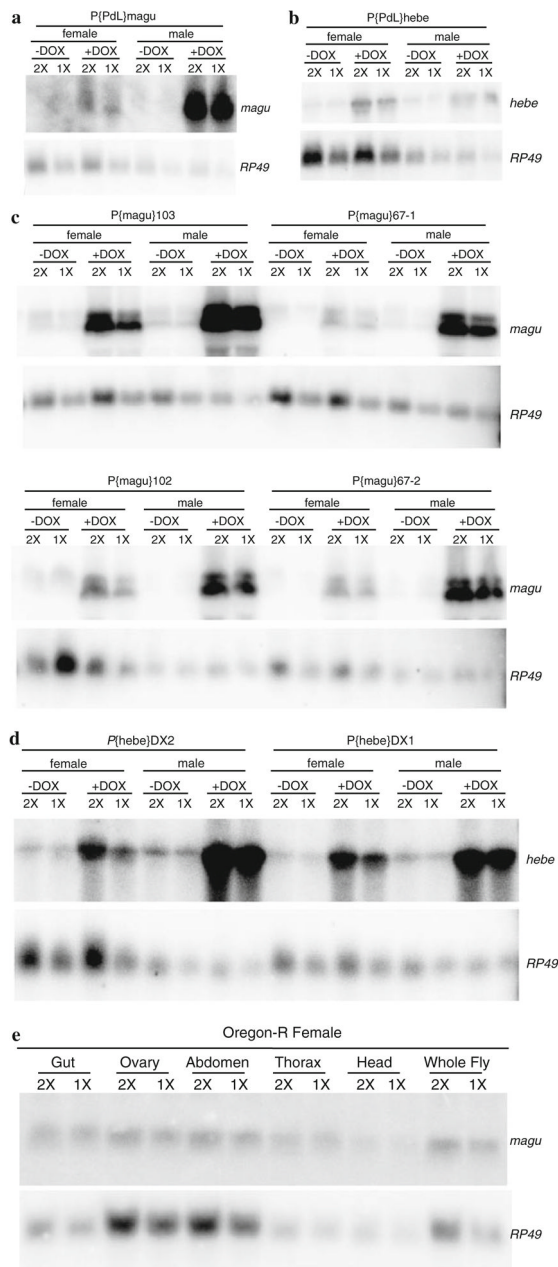 a
P{PdL}magu
female male
-DOX +DOX -DOX +DOX
2X 1X 2X 1X 2X 1X 2X 1X
magu
RP49
b
P{PdL}hebe
female male
-DOX +DOX -DOX +DOX
2X 1X 2X 1X 2X 1X 2X 1X
hebe
RP49
c
P{magu}103 P{magu}67-1
female male female male
-DOX +DOX -DOX +DOX -DOX +DOX -DOX +DOX
2X 1X 2X 1X 2X 1X 2X 1X 2X 1X 2X 1X 2X 1X 2X 1X
magu
RP49
P{magu}102 P{magu}67-2
female male female male
-DOX +DOX -DOX +DOX -DOX +DOX -DOX +DOX
2X 1X 2X 1X 2X 1X 2X 1X 2X 1X 2X 1X 2X 1X 2X 1X
magu
RP49
d
P{hebe}DX2 P{hebe}DX1
female male female male
-DOX +DOX -DOX +DOX -DOX +DOX -DOX +DOX
2X 1X 2X 1X 2X 1X 2X 1X 2X 1X 2X 1X 2X 1X 2X 1X
hebe
RP49
e
Oregon-R Female
Gut Ovary Abdomen Thorax Head Whole Fly
2X 1X 2X 1X 2X 1X 2X 1X 2X 1X 2X 1X
magu
RP49